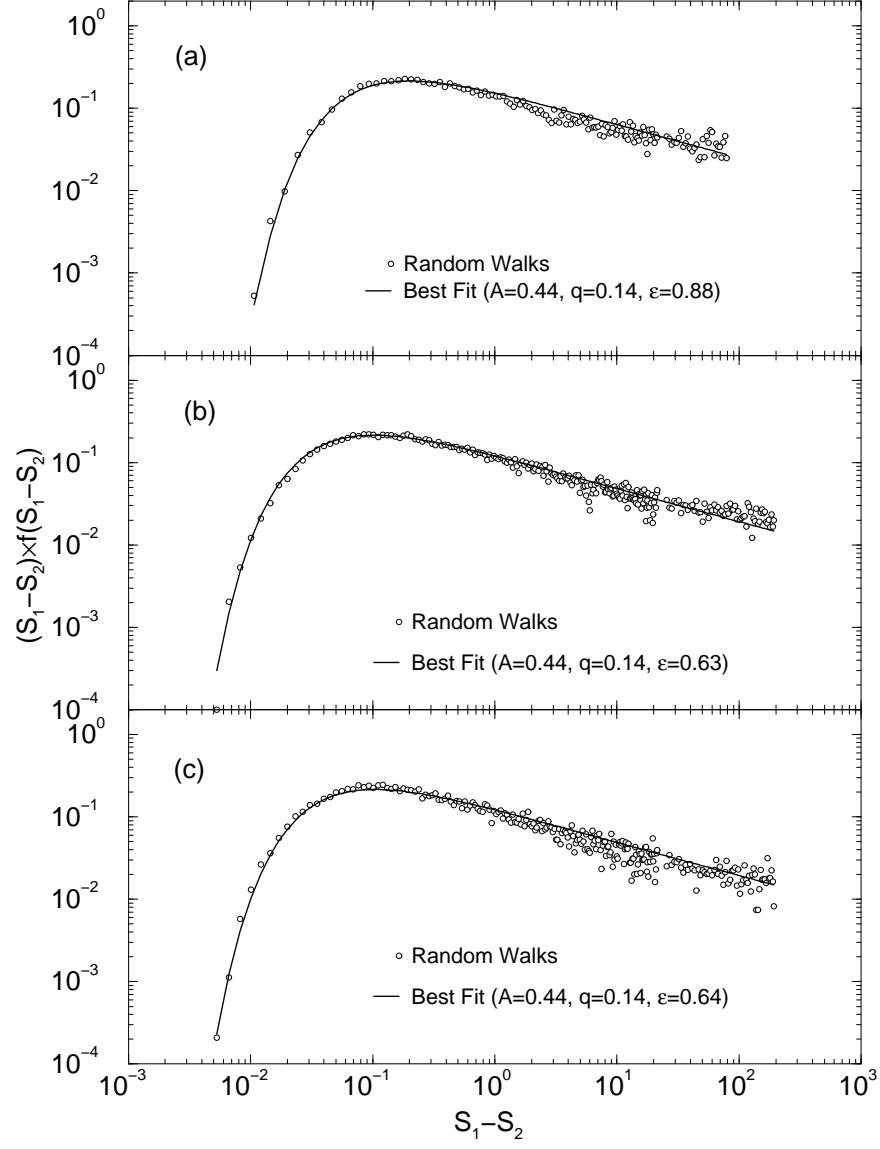 10^0
(a)
10^−1
10^−2
Random Walks
10^−3
Best Fit (A=0.44, q=0.14, ε=0.88)
10^−4
10^0
(b)
10^−1
(S_1−S_2)×f(S_1−S_2)
10^−2
Random Walks
10^−3
Best Fit (A=0.44, q=0.14, ε=0.63)
10^−4
10^0
(c)
10^−1
10^−2
Random Walks
10^−3
Best Fit (A=0.44, q=0.14, ε=0.64)
10^−4
10^−3 10^−2 10^−1 10^0 10^1 10^2 10^3
S_1−S_2